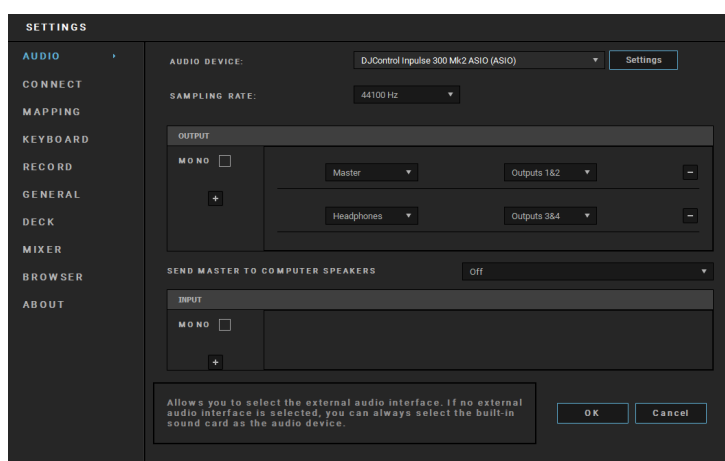 SETTINGS
AUDIO
CONNECT
MAPPING
KEYBOARD
RECORD
GENERAL
DECK
MIXER
BROWSER
ABOUT
AUDIO DEVICE: DJControl Inpulse 300 Mk2 ASIO (ASIO) Settings
SAMPLING RATE: 44100 Hz
OUTPUT
MONO
+
Master Outputs 1&2 −
Headphones Outputs 3&4 −
SEND MASTER TO COMPUTER SPEAKERS Off
INPUT
MONO
+
Allows you to select the external audio interface. If no external
audio interface is selected, you can always select the built-in
sound card as the audio device.
OK Cancel